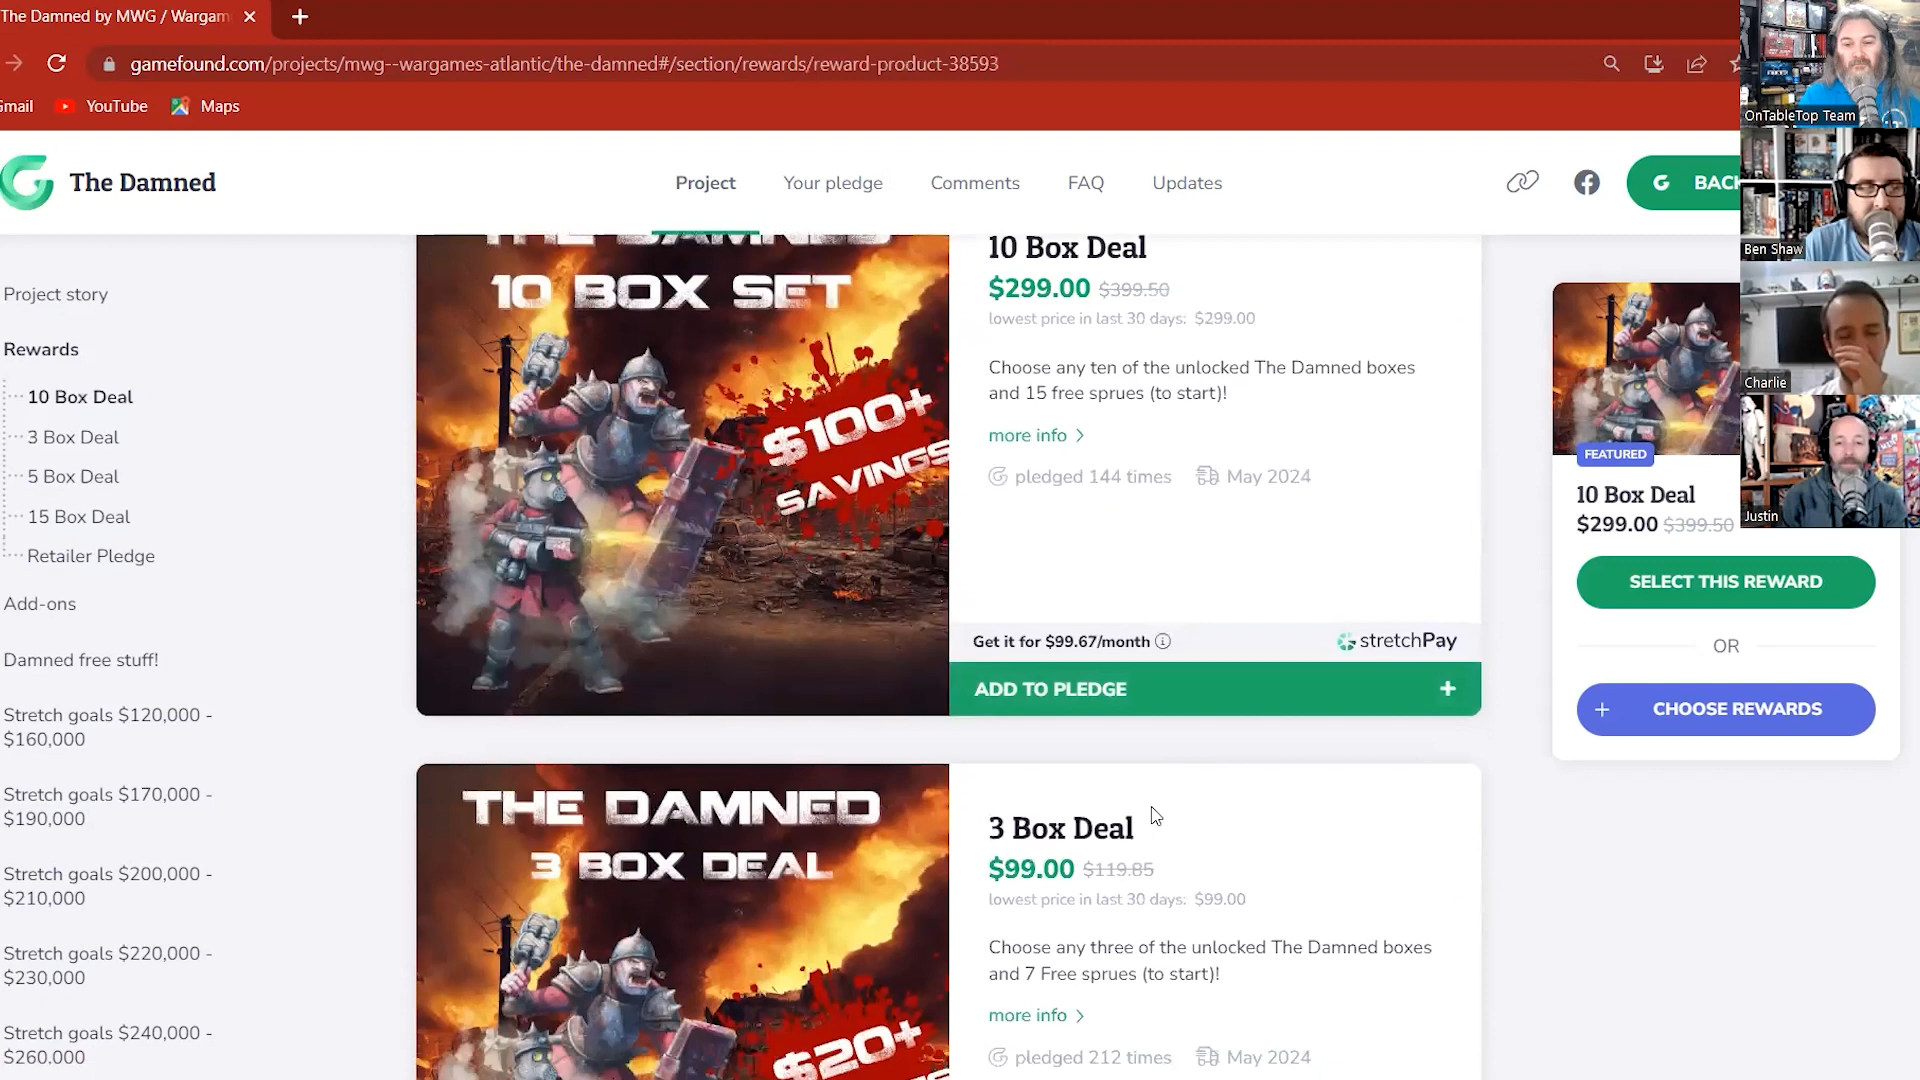 The Damned by MWG / Wargam
gamefound.com/projects/mwg--wargames-atlantic/the-damned#/section/rewards/reward-product-38593
Gmail
YouTube
Maps
The Damned
Project
Your pledge
Comments
FAQ
Updates
BACK
Project story
Rewards
10 Box Deal
3 Box Deal
5 Box Deal
15 Box Deal
Retailer Pledge
Add-ons
Damned free stuff!
Stretch goals $120,000 -
$160,000
Stretch goals $170,000 -
$190,000
Stretch goals $200,000 -
$210,000
Stretch goals $220,000 -
$230,000
Stretch goals $240,000 -
$260.000
THE DAMNED
10 BOX SET
$100+
SAVINGS
10 Box Deal
$299.00 $399.50
lowest price in last 30 days: $299.00
Choose any ten of the unlocked The Damned boxes
and 15 free sprues (to start)!
more info
pledged 144 times
May 2024
Get it for $99.67/month
stretchPay
ADD TO PLEDGE
THE DAMNED
3 BOX DEAL
$20+
3 Box Deal
$99.00 $119.85
lowest price in last 30 days: $99.00
Choose any three of the unlocked The Damned boxes
and 7 Free sprues (to start)!
more info
pledged 212 times
May 2024
FEATURED
10 Box Deal
$299.00 $399.50
SELECT THIS REWARD
OR
CHOOSE REWARDS
OnTableTop Team
Ben Shaw
Charlie
Justin